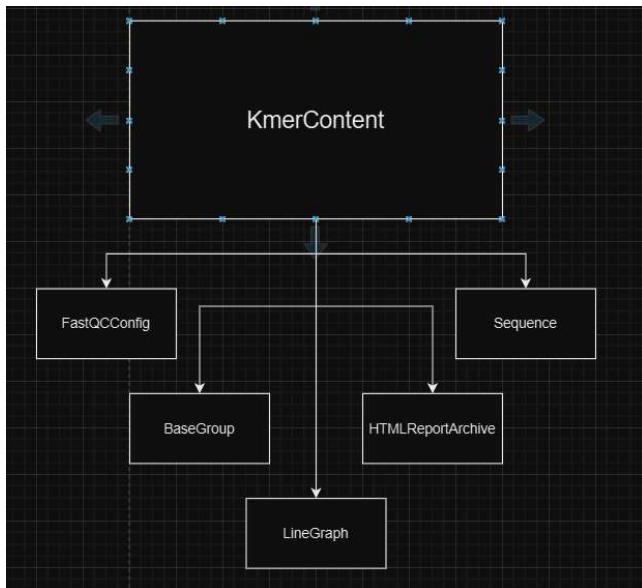 KmerContent
FastQCConfig
Sequence
BaseGroup
HTMLReportArchive
LineGraph